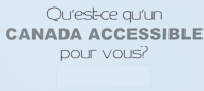 Qu'est-ce qu'un
CANADA ACCESSIBLE
pour vous?